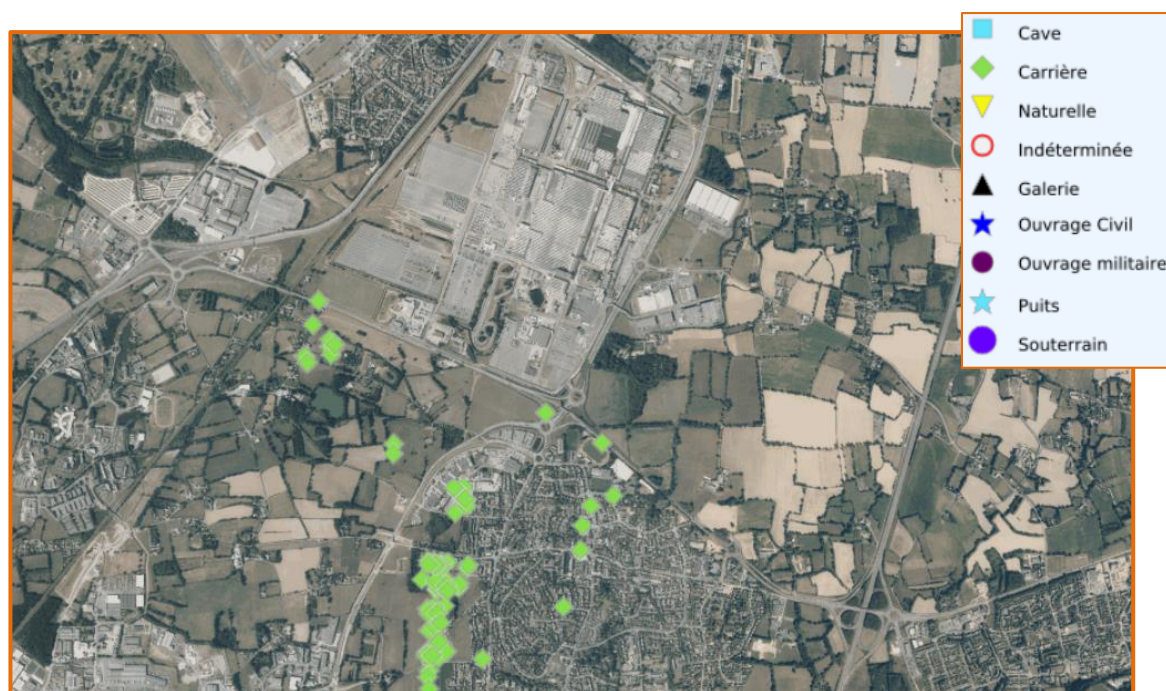 Cave
Carrière
Naturelle
Indéterminée
Galerie
Ouvrage Civil
Ouvrage militaire
Puits
Souterrain